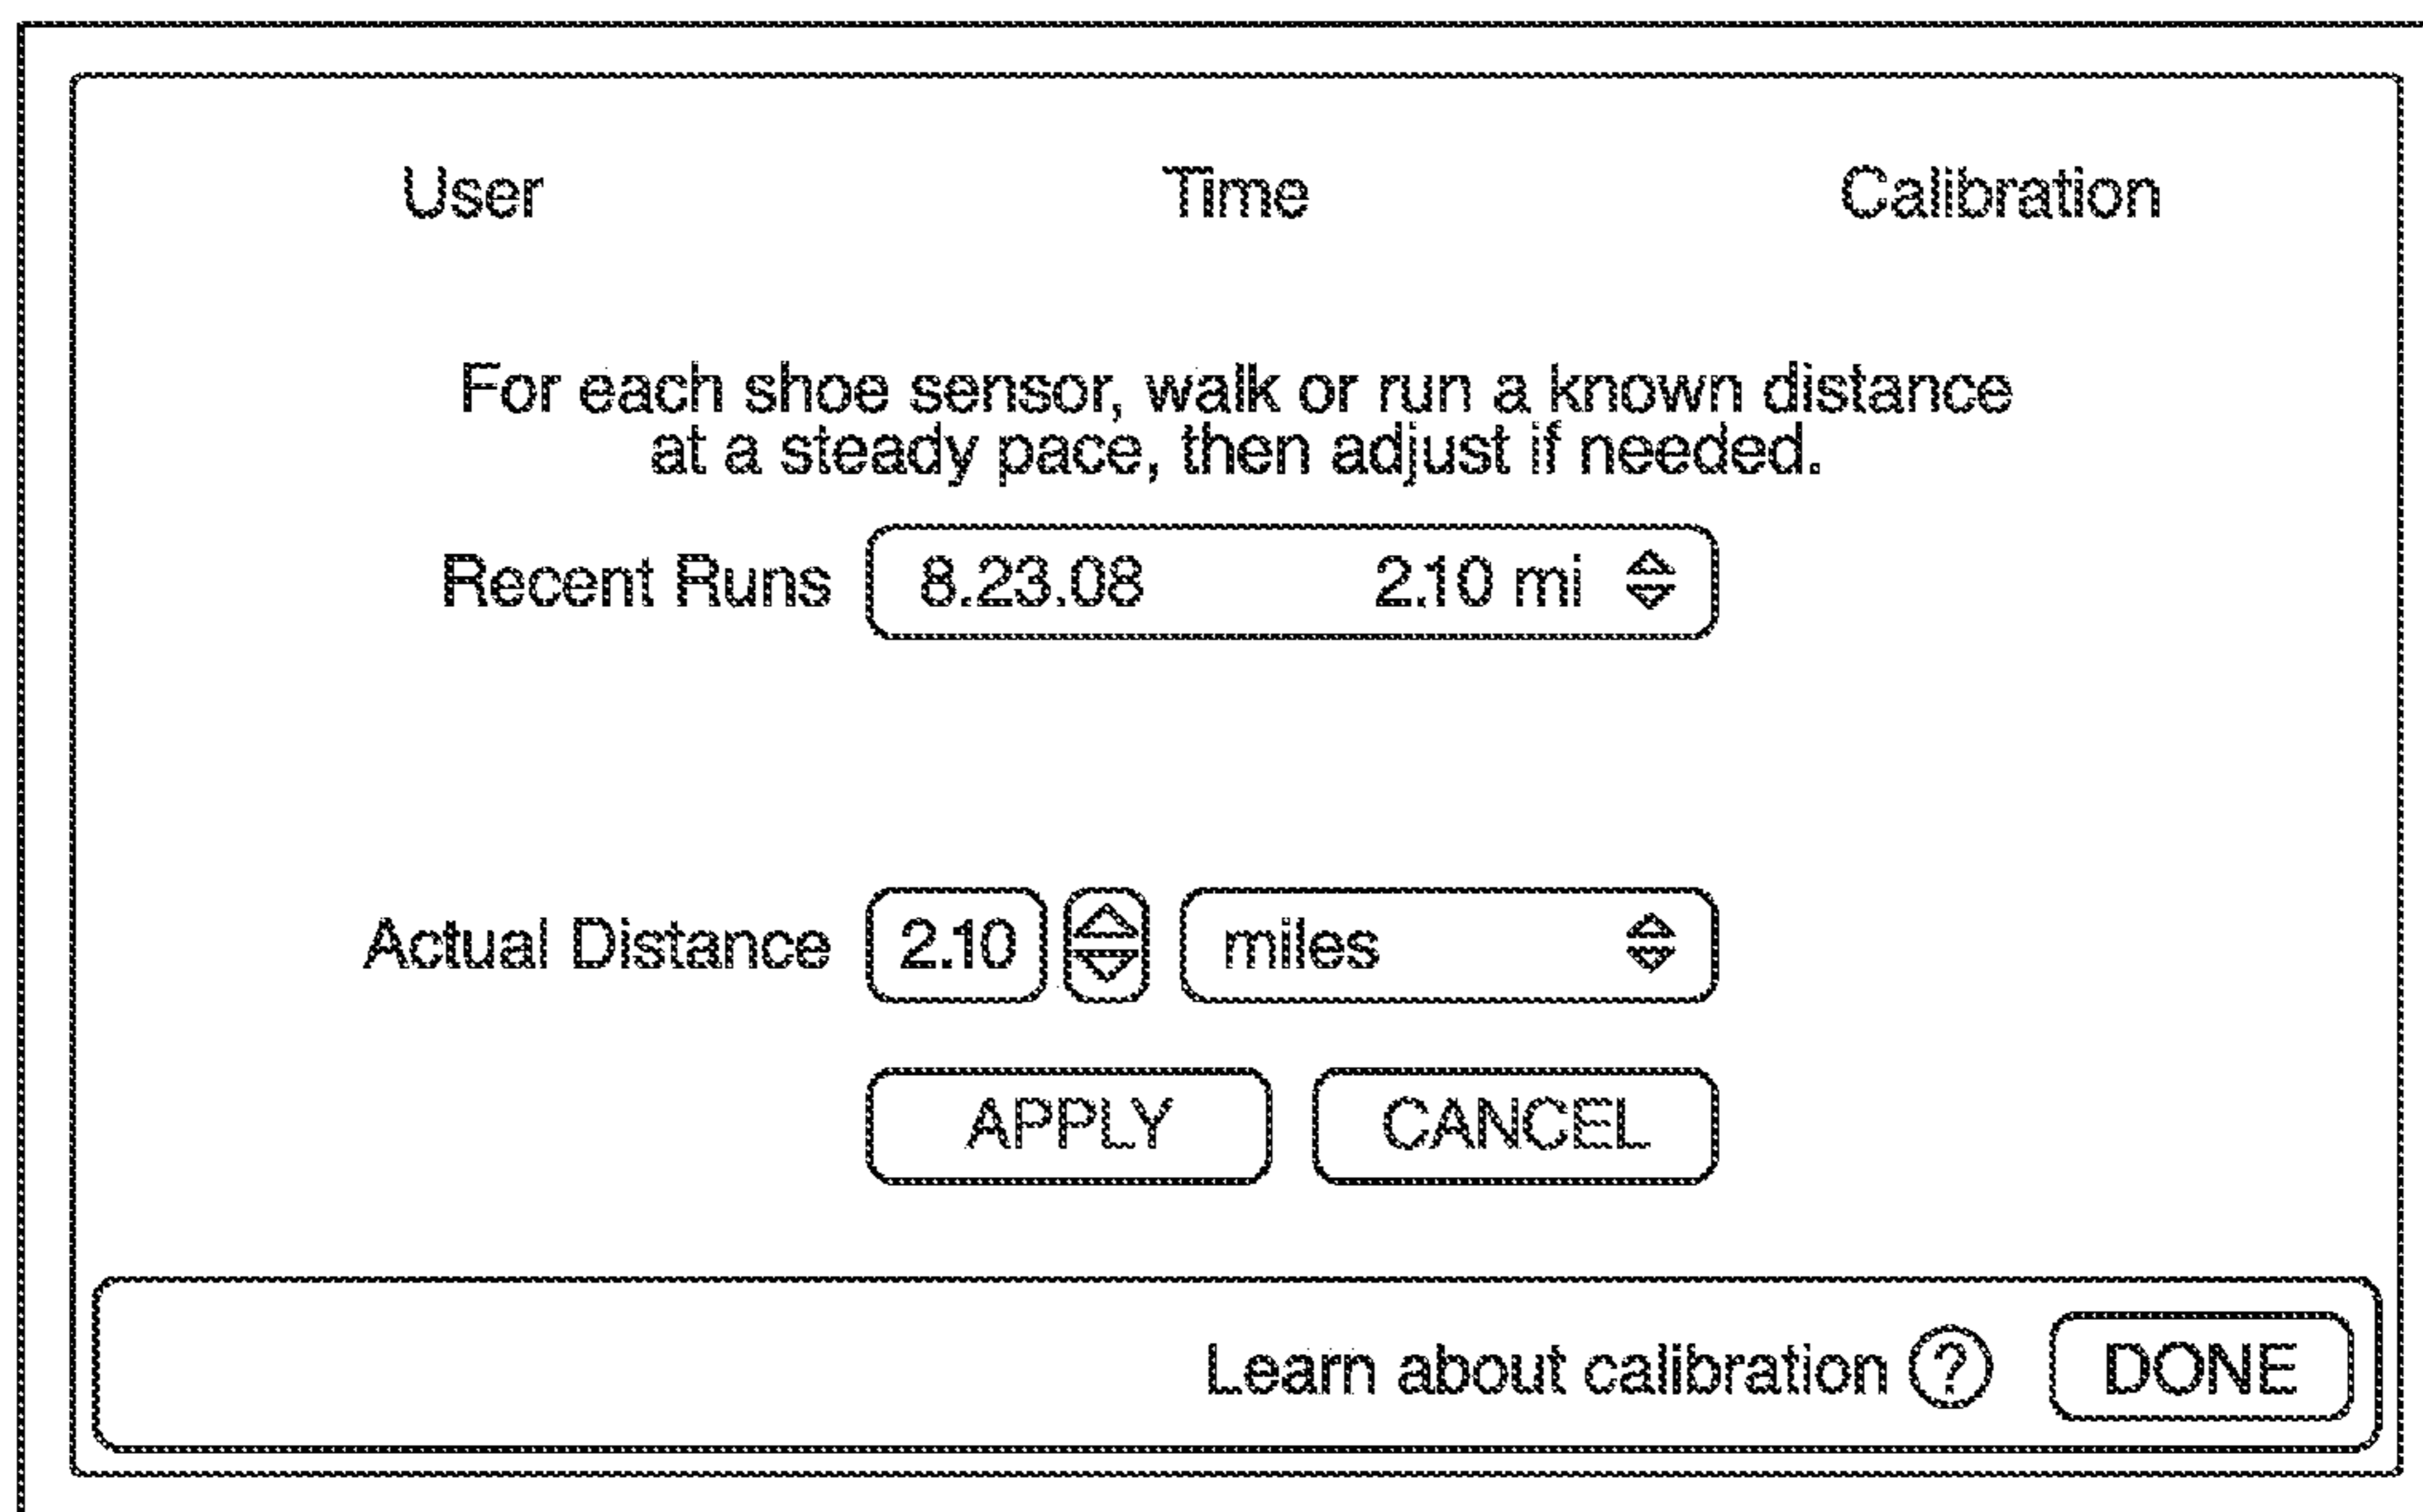 User Time Calibration
For each shoe sensor, walk or run a known distance
at a steady pace, then adjust if needed.
Recent Runs 8.23.08 2.10 mi
Actual Distance 2.10 miles
APPLY CANCEL
Learn about calibration ? DONE